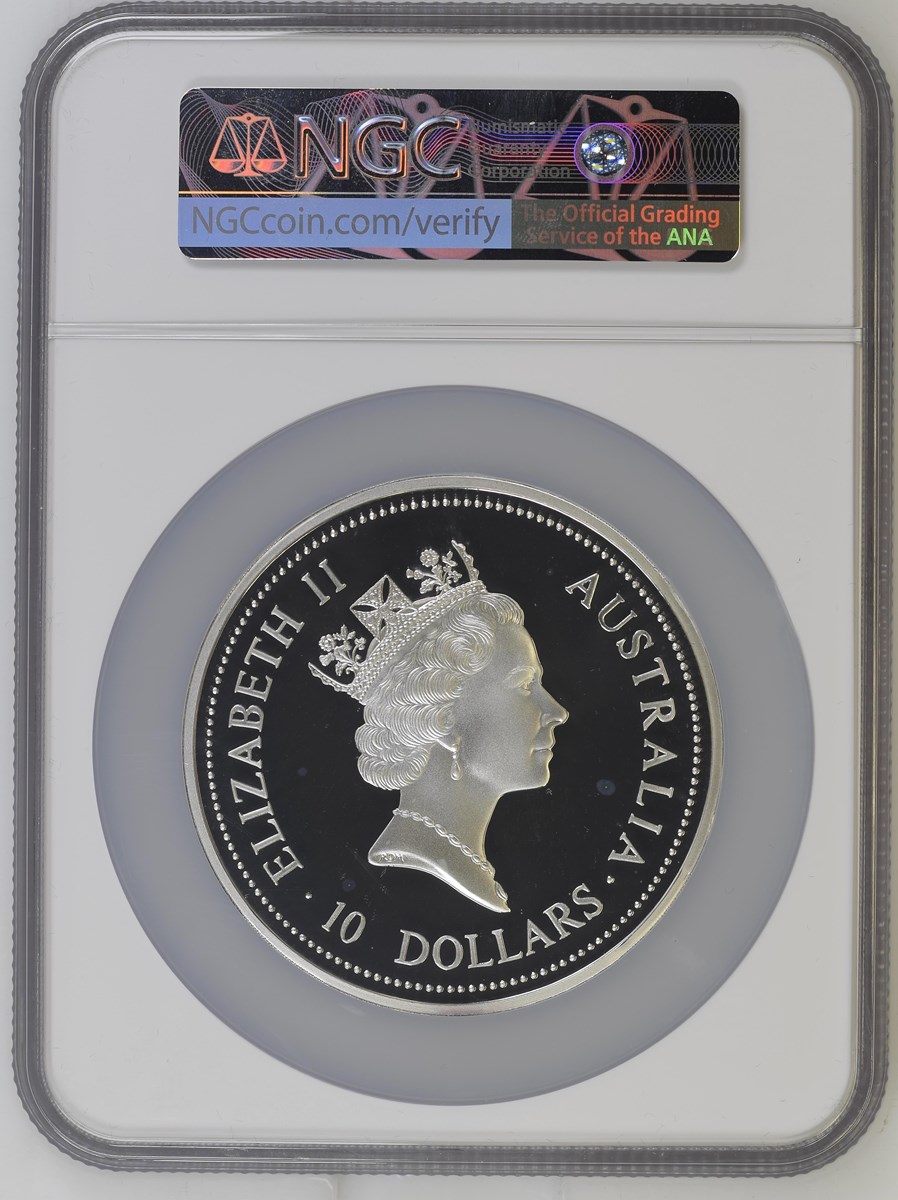 NGC
Numismatic
Guaranty
Corporation
NGCcoin.com/verify
The Official Grading
Service of the ANA
ELIZABETH II
AUSTRALIA
· 10 DOLLARS ·
RDM